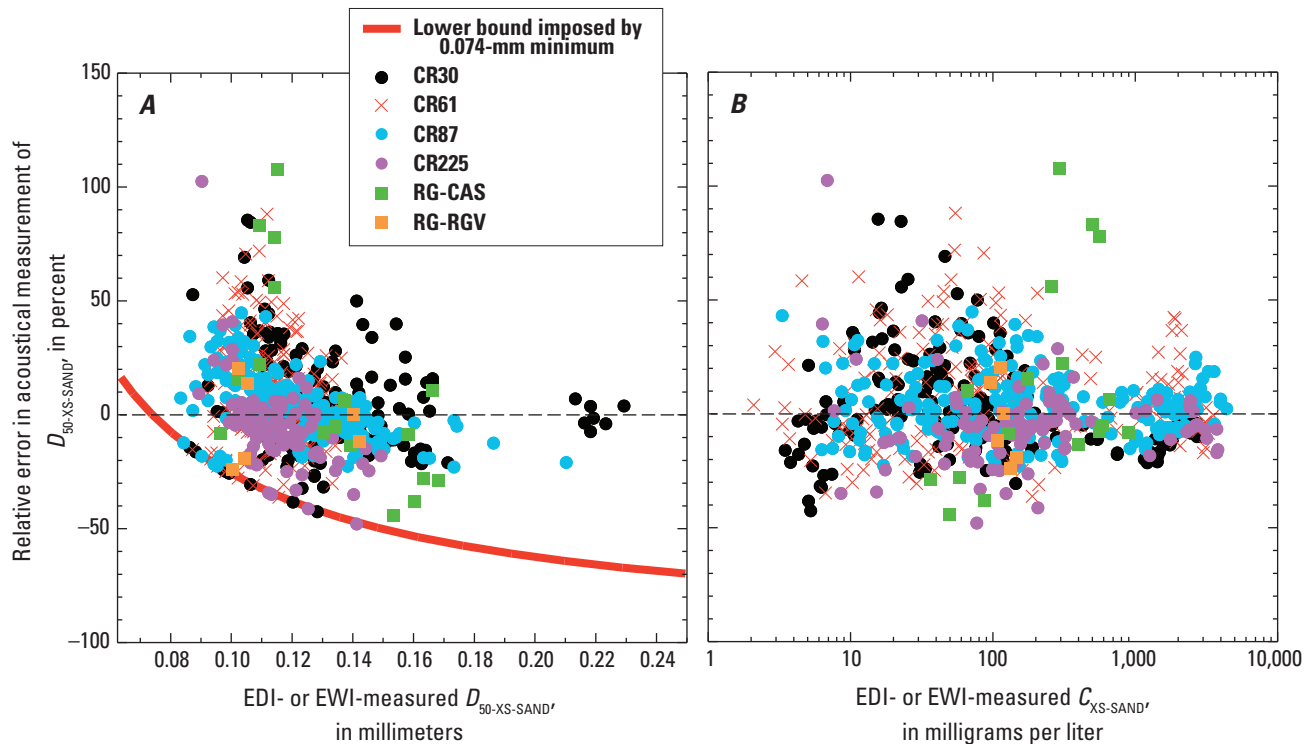 Lower bound imposed by
0.074-mm minimum
CR30
CR61
CR87
CR225
RG-CAS
RG-RGV
A
B
Relative error in acoustical measurement of
D50-XS-SAND, in percent
150
100
50
0
−50
−100
0.08 0.10 0.12 0.14 0.16 0.18 0.20 0.22 0.24
1 10 100 1,000 10,000
EDI- or EWI-measured D50-XS-SAND,
in millimeters
EDI- or EWI-measured CXS-SAND,
in milligrams per liter